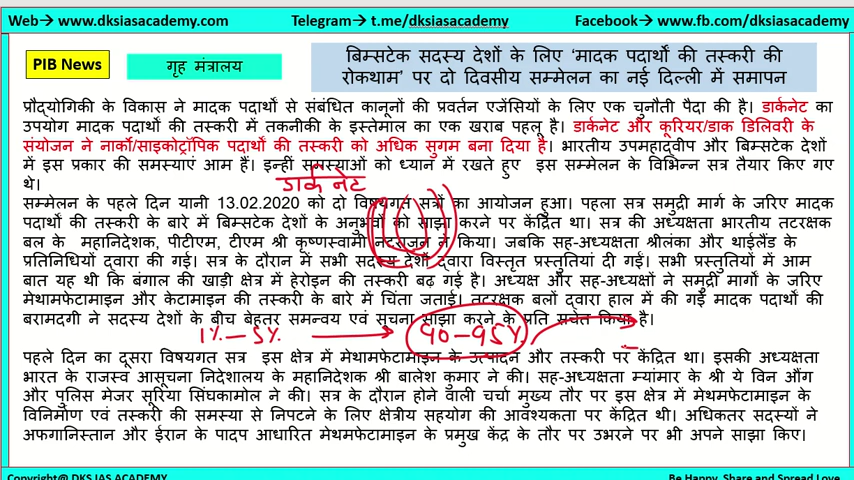 Web→ www.dksiasacademy.com Telegram→ t.me/dksiasacademy Facebook→ www.fb.com/dksiasacademy
PIB News
गृह मंत्रालय
बिम्सटेक सदस्य देशों के लिए ‘मादक पदार्थों की तस्करी की
रोकथाम’ पर दो दिवसीय सम्मेलन का नई दिल्ली में समापन
प्रौद्योगिकी के विकास ने मादक पदार्थों से संबंधित कानूनों की प्रवर्तन एजेंसियों के लिए एक चुनौती पैदा की है। डार्कनेट का
उपयोग मादक पदार्थों की तस्करी में तकनीकी के इस्तेमाल का एक खराब पहलू है। डार्कनेट और कूरियर/डाक डिलिवरी के
संयोजन ने नार्को/साइकोट्रॉपिक पदार्थों की तस्करी को अधिक सुगम बना दिया है। भारतीय उपमहाद्वीप और बिम्सटेक देशों
में इस प्रकार की समस्याएं आम हैं। इन्हीं समस्याओं को ध्यान में रखते हुए इस सम्मेलन के विभिन्न सत्र तैयार किए गए
थे।
डार्क नेट
सम्मेलन के पहले दिन यानी 13.02.2020 को दो विषयगत सत्रों का आयोजन हुआ। पहला सत्र समुद्री मार्ग के जरिए मादक
पदार्थों की तस्करी के बारे में बिम्सटेक देशों के अनुभवों को साझा करने पर केंद्रित था। सत्र की अध्यक्षता भारतीय तटरक्षक
बल के महानिदेशक, पीटीएम, टीएम श्री कृष्णस्वामी नटराजन ने किया। जबकि सह-अध्यक्षता श्रीलंका और थाईलैंड के
प्रतिनिधियों द्वारा की गई। सत्र के दौरान में सभी सदस्य देशों द्वारा विस्तृत प्रस्तुतियां दी गईं। सभी प्रस्तुतियों में आम
बात यह थी कि बंगाल की खाड़ी क्षेत्र में हेरोइन की तस्करी बढ़ गई है। अध्यक्ष और सह-अध्यक्षों ने समुद्री मार्गों के जरिए
मेथामफेटामाइन और केटामाइन की तस्करी के बारे में चिंता जताई। तटरक्षक बलों द्वारा हाल में की गई मादक पदार्थों की
बरामदगी ने सदस्य देशों के बीच बेहतर समन्वय एवं सूचना साझा करने के प्रति सचेत किया है।
1% – 5% → 90 – 95%
पहले दिन का दूसरा विषयगत सत्र इस क्षेत्र में मेथमफेटामाइन के उत्पादन और तस्करी पर केंद्रित था। इसकी अध्यक्षता
भारत के राजस्व आसूचना निदेशालय के महानिदेशक श्री बालेश कुमार ने की। सह-अध्यक्षता म्यांमार के श्री ये विन औंग
और पुलिस मेजर सूरिया सिंघकामोल ने की। सत्र के दौरान होने वाली चर्चा मुख्य तौर पर इस क्षेत्र में मेथमफेटामाइन के
विनिर्माण एवं तस्करी की समस्या से निपटने के लिए क्षेत्रीय सहयोग की आवश्यकता पर केंद्रित थी। अधिकतर सदस्यों ने
अफगानिस्तान और ईरान के पादप आधारित मेथमफेटामाइन के प्रमुख केंद्र के तौर पर उभरने पर भी अपने साझा किए।
Copyright@ DKS IAS ACADEMY Be Happy, Share and Spread Love